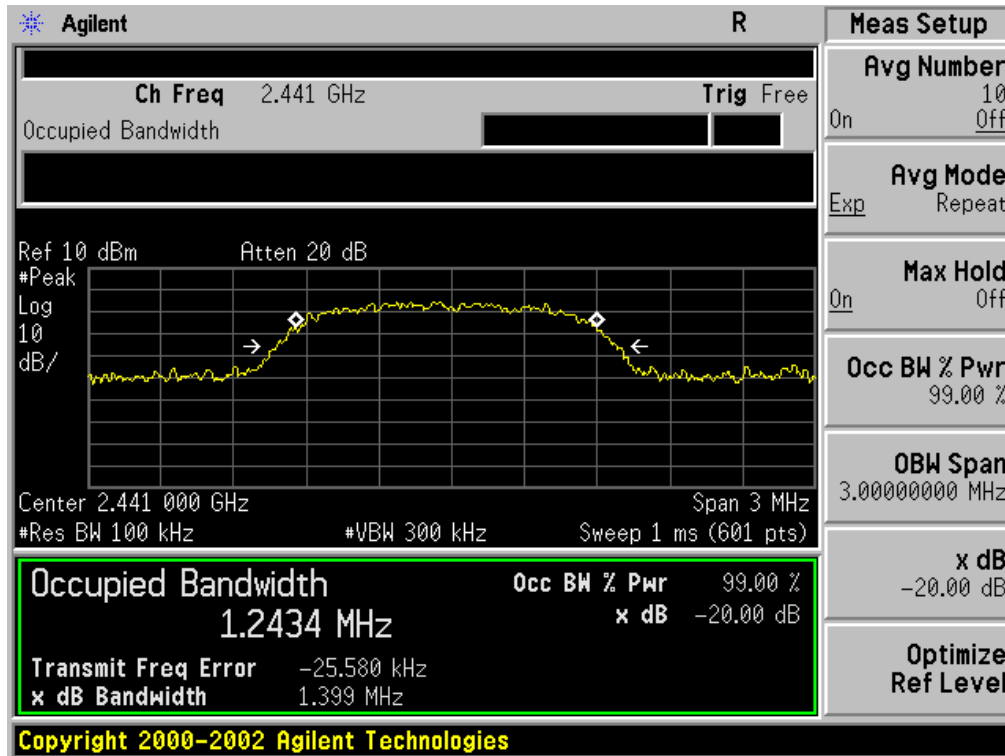 Agilent R
Ch Freq 2.441 GHz Trig Free
Occupied Bandwidth
Ref 10 dBm Atten 20 dB
#Peak
Log
10
dB/
Center 2.441 000 GHz Span 3 MHz
#Res BW 100 kHz #VBW 300 kHz Sweep 1 ms (601 pts)
Occupied Bandwidth Occ BW % Pwr 99.00 %
1.2434 MHz x dB -20.00 dB
Transmit Freq Error -25.580 kHz
x dB Bandwidth 1.399 MHz
Copyright 2000-2002 Agilent Technologies
Meas Setup
Avg Number
10
On Off
Avg Mode
Exp Repeat
Max Hold
On Off
Occ BW % Pwr
99.00 %
OBW Span
3.00000000 MHz
x dB
-20.00 dB
Optimize
Ref Level